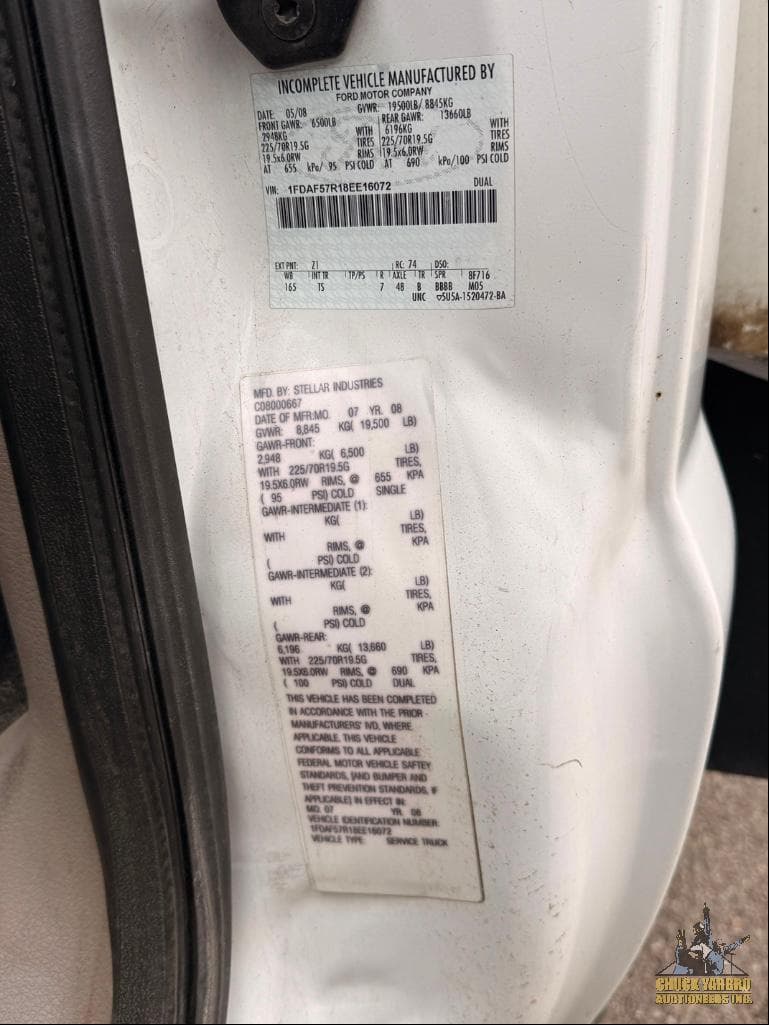 INCOMPLETE VEHICLE MANUFACTURED BY
FORD MOTOR COMPANY
DATE: 05/08 GVWR: 19500LB/ 8845KG
FRONT GAWR: 6500LB REAR GAWR: 13660LB
2948KG WITH 6196KG WITH
225/70R19.5G TIRES 225/70R19.5G TIRES
19.5x6.0RW RIMS 19.5x6.0RW RIMS
AT 655 kPa/ 95 PSI COLD AT 690 kPa/100 PSI COLD
VIN: 1FDAF57R18EE16072 DUAL
EXT PNT: Z1 RC: 74 DSO:
WB INT TR TP/PS R AXLE TR SPR 8F716
165 TS 7 4B B BBBB M05
UNC 5U5A-1520472-BA
MFD. BY: STELLAR INDUSTRIES
C08000667
DATE OF MFR:MO. 07 YR. 08
GVWR: 8,845 KG( 19,500 LB)
GAWR-FRONT:
2,948 KG( 6,500 LB)
WITH 225/70R19.5G TIRES,
19.5X6.0RW RIMS, @ 655 KPA
( 95 PSI) COLD SINGLE
GAWR-INTERMEDIATE (1):
KG( LB)
WITH TIRES,
RIMS, @ KPA
( PSI) COLD
GAWR-INTERMEDIATE (2):
KG( LB)
WITH TIRES,
RIMS, @ KPA
( PSI) COLD
GAWR-REAR:
6,196 KG( 13,660 LB)
WITH 225/70R19.5G TIRES,
19.5X6.0RW RIMS, @ 690 KPA
( 100 PSI) COLD DUAL
THIS VEHICLE HAS BEEN COMPLETED
IN ACCORDANCE WITH THE PRIOR
MANUFACTURERS' IVD, WHERE
APPLICABLE. THIS VEHICLE
CONFORMS TO ALL APPLICABLE
FEDERAL MOTOR VEHICLE SAFTEY
STANDARDS, [AND BUMPER AND
THEFT PREVENTION STANDARDS, IF
APPLICABLE] IN EFFECT IN:
MO. 07 YR. 08
VEHICLE IDENTIFICATION NUMBER:
1FDAF57R18EE16072
VEHICLE TYPE: SERVICE TRUCK
CHUCK YARBRO
AUCTIONEERS INC.